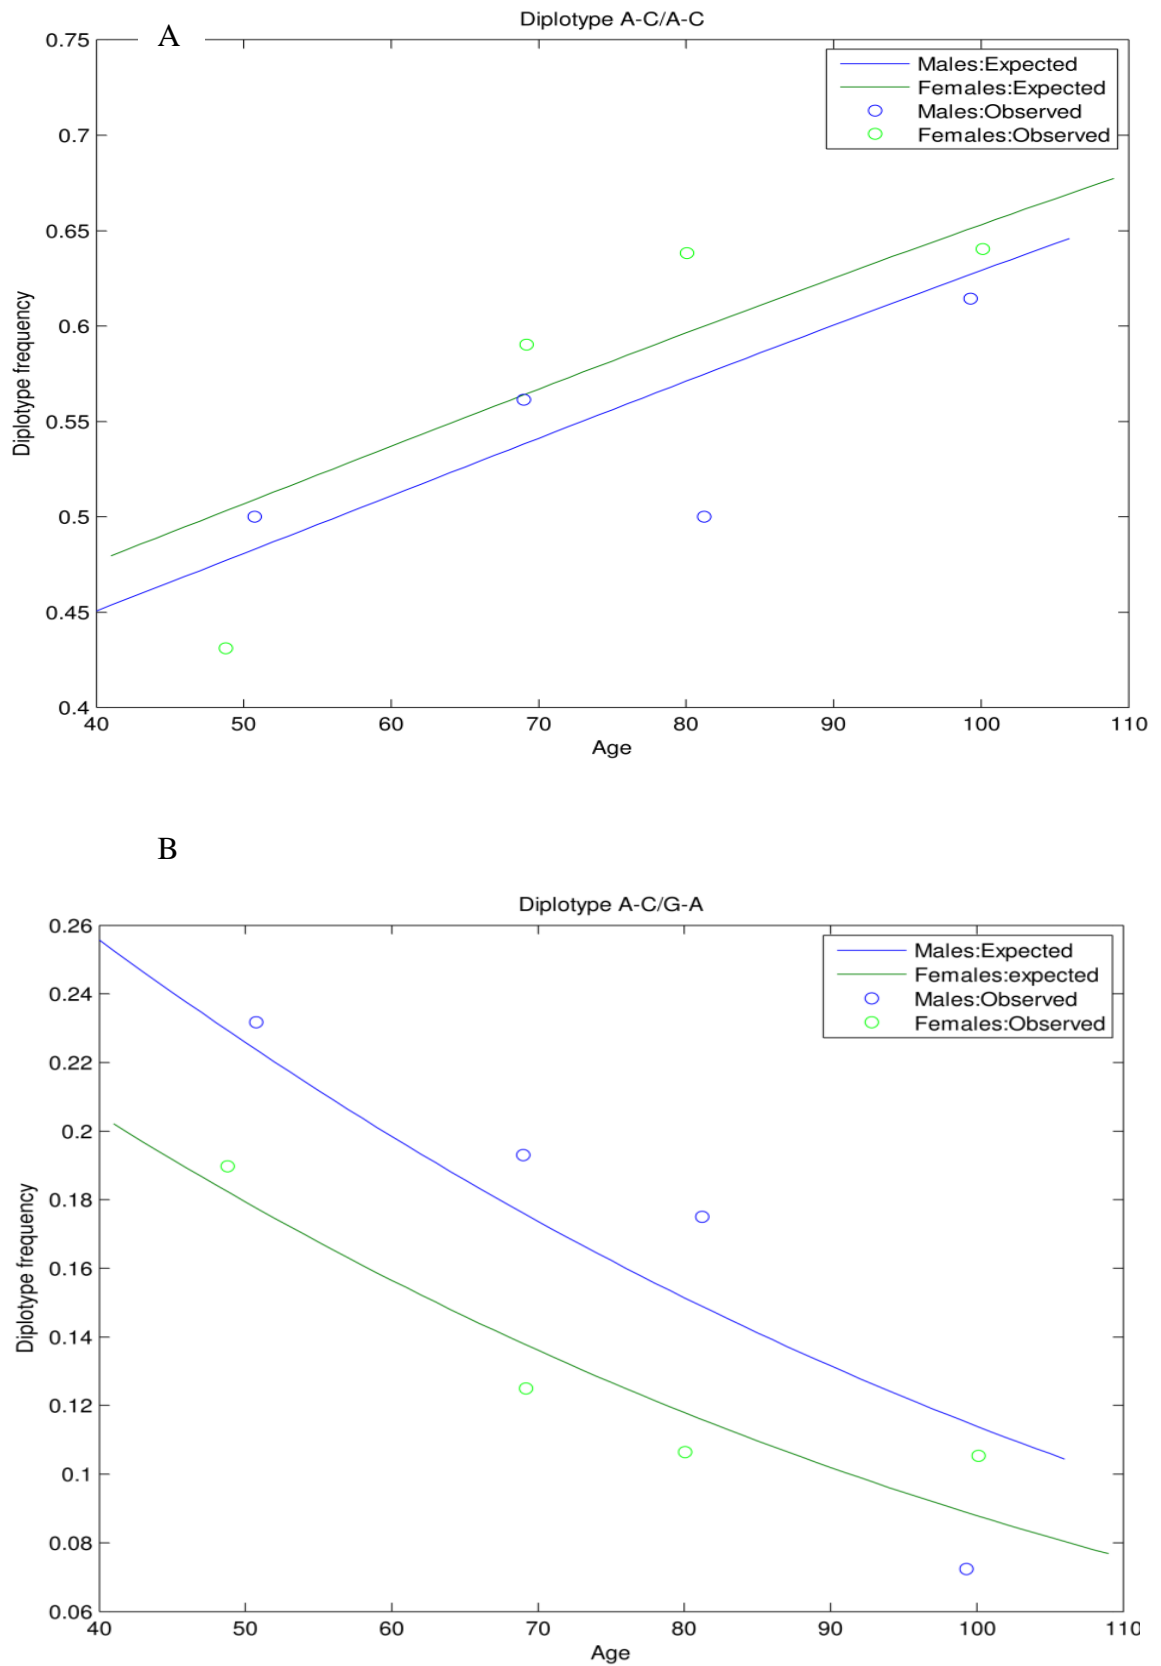 Diplotype A-C/A-C
A
0.75
0.7
0.65
0.6
0.55
0.5
0.45
0.4
Diplotype frequency
Males:Expected
Females:Expected
Males:Observed
Females:Observed
40 50 60 70 80 90 100 110
Age
B
Diplotype A-C/G-A
0.26
0.24
0.22
0.2
0.18
0.16
0.14
0.12
0.1
0.08
0.06
Diplotype frequency
Males:Expected
Females:expected
Males:Observed
Females:Observed
40 50 60 70 80 90 100 110
Age